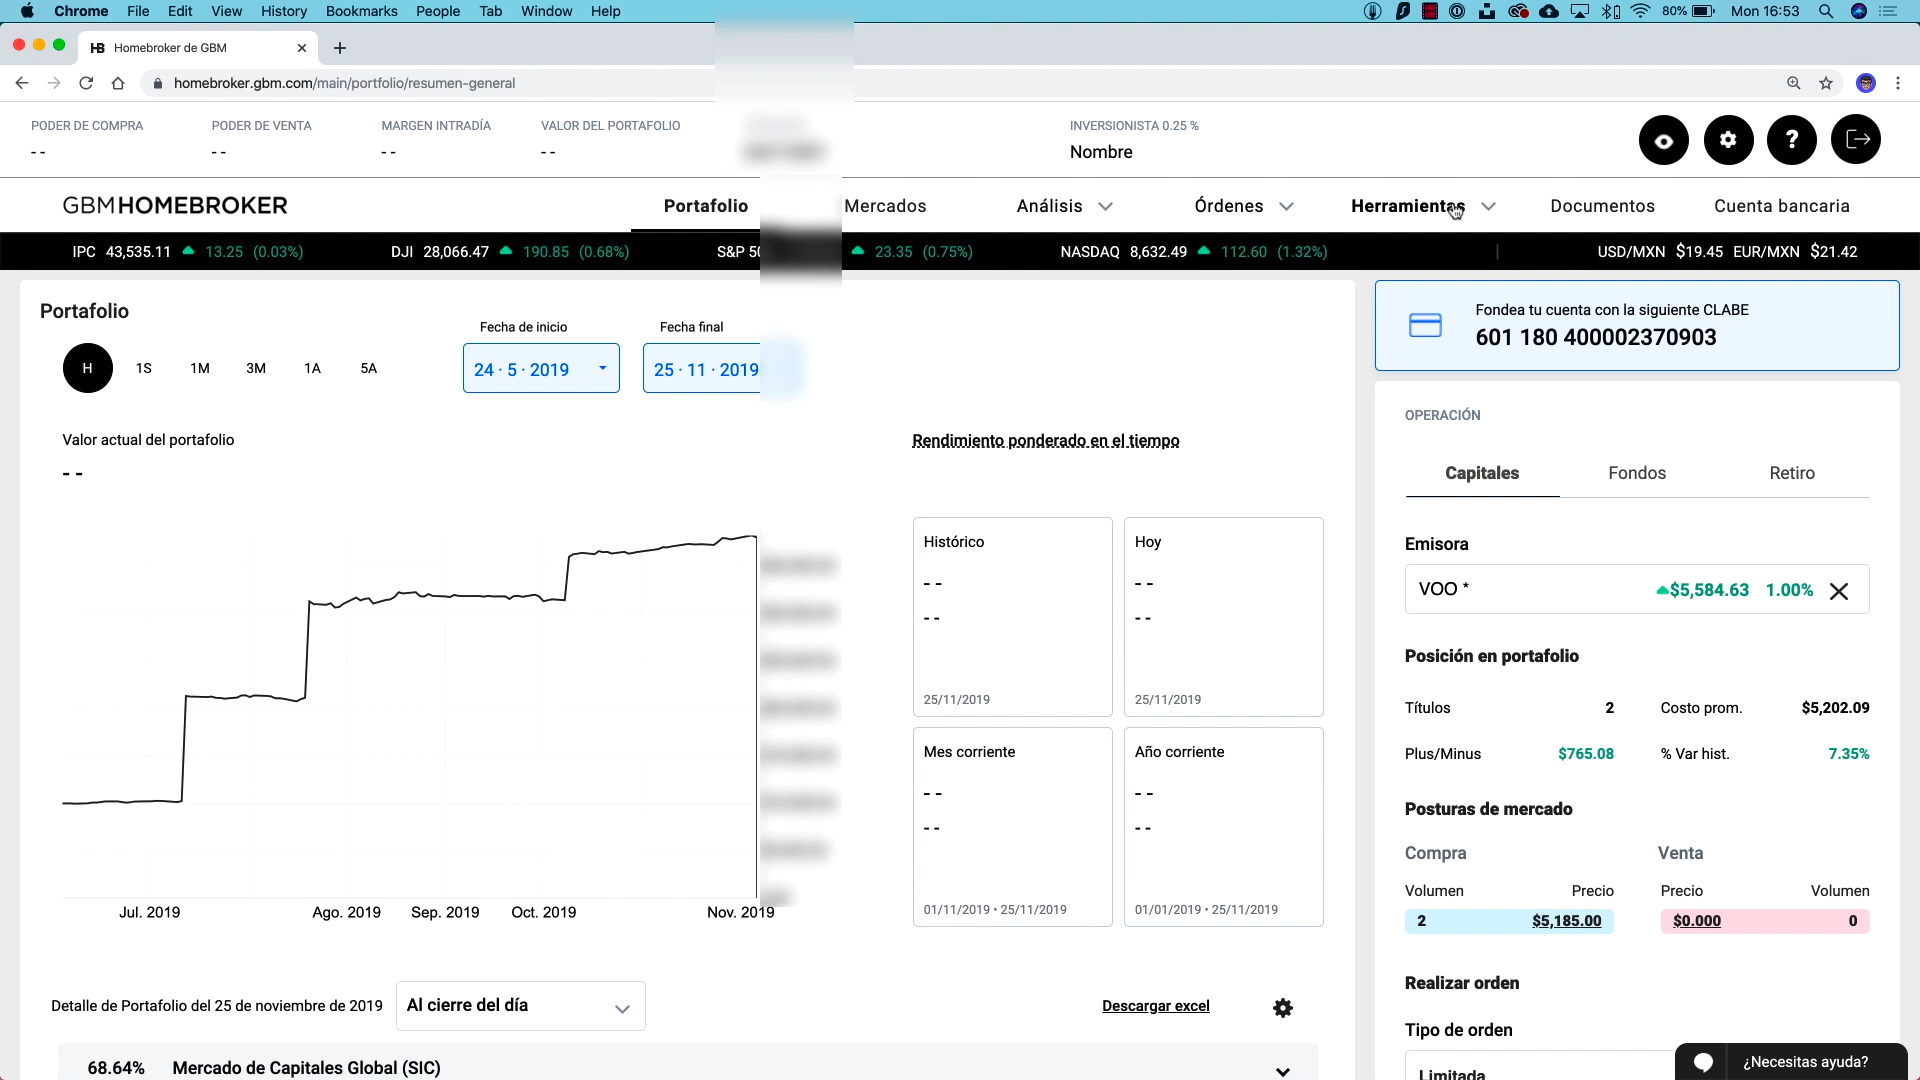 Chrome File Edit View History Bookmarks People Tab Window Help
80% Mon 16:53
HB Homebroker de GBM
homebroker.gbm.com/main/portfolio/resumen-general
PODER DE COMPRA PODER DE VENTA MARGEN INTRADÍA VALOR DEL PORTAFOLIO INVERSIONISTA 0.25 %
-- -- -- -- Nombre
GBMHOMEBROKER Portafolio Mercados Análisis Órdenes Herramientas Documentos Cuenta bancaria
IPC 43,535.11 13.25 (0.03%) DJI 28,066.47 190.85 (0.68%) S&P 23.35 (0.75%) NASDAQ 8,632.49 112.60 (1.32%) USD/MXN $19.45 EUR/MXN $21.42
Portafolio
Fecha de inicio Fecha final
H 1S 1M 3M 1A 5A 24 · 5 · 2019 25 · 11 · 2019
Valor actual del portafolio
--
Rendimiento ponderado en el tiempo
Histórico
--
--
25/11/2019
Hoy
--
--
25/11/2019
Mes corriente
--
--
01/11/2019 • 25/11/2019
Año corriente
--
--
01/01/2019 • 25/11/2019
Jul. 2019 Ago. 2019 Sep. 2019 Oct. 2019 Nov. 2019
Detalle de Portafolio del 25 de noviembre de 2019 Al cierre del día Descargar excel
68.64% Mercado de Capitales Global (SIC)
Fondea tu cuenta con la siguiente CLABE
601 180 400002370903
OPERACIÓN
Capitales Fondos Retiro
Emisora
VOO * $5,584.63 1.00%
Posición en portafolio
Títulos 2 Costo prom. $5,202.09
Plus/Minus $765.08 % Var hist. 7.35%
Posturas de mercado
Compra Venta
Volumen Precio Precio Volumen
2 $5,185.00 $0.000 0
Realizar orden
Tipo de orden
Limitada
¿Necesitas ayuda?